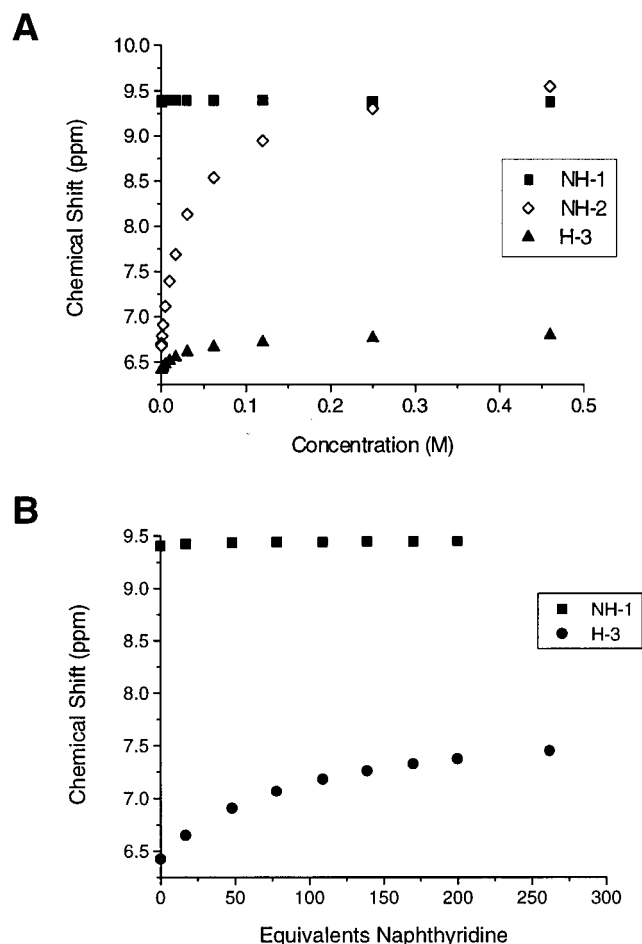 A
Chemical Shift (ppm)
10.0
9.5
9.0
8.5
8.0
7.5
7.0
6.5
0.0 0.1 0.2 0.3 0.4 0.5
Concentration (M)
NH-1
NH-2
H-3
B
Chemical Shift (ppm)
9.5
9.0
8.5
8.0
7.5
7.0
6.5
0 50 100 150 200 250 300
Equivalents Naphthyridine
NH-1
H-3